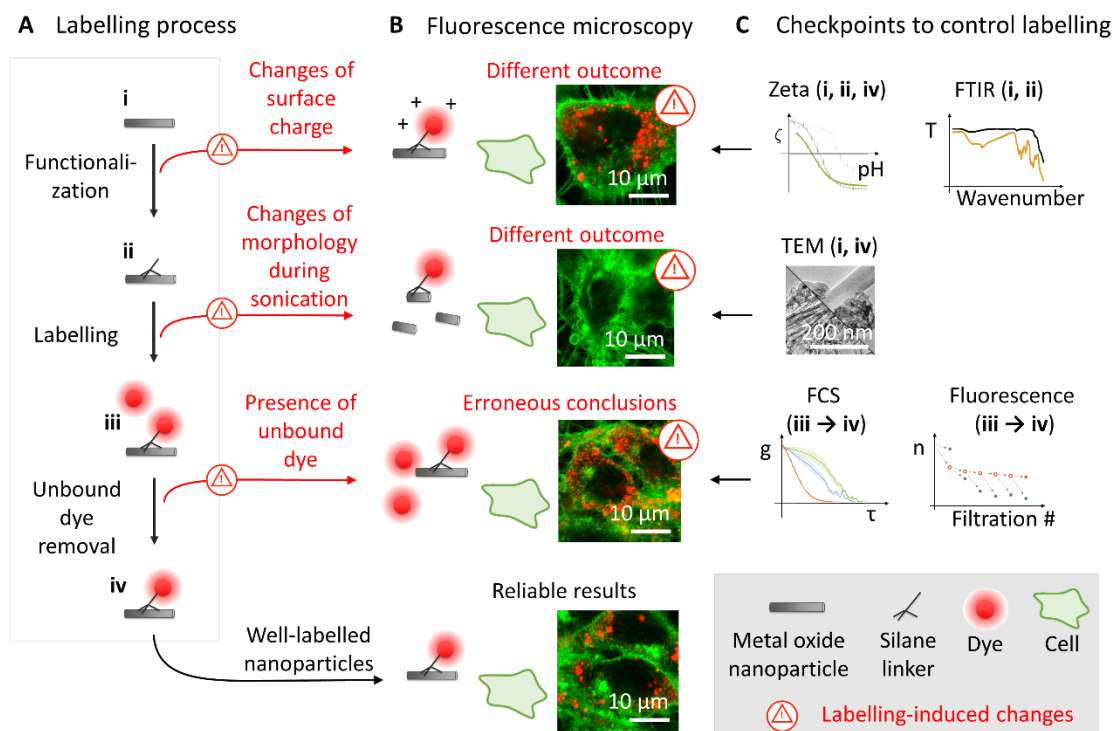 A Labelling process
i
Functionali-
zation
ii
Labelling
iii
Unbound
dye
removal
iv
Changes of
surface
charge
Changes of
morphology
during
sonication
Presence of
unbound
dye
Well-labelled
nanoparticles
B Fluorescence microscopy
Different outcome
+ + +
10 µm
Different outcome
10 µm
Erroneous conclusions
10 µm
Reliable results
10 µm
C Checkpoints to control labelling
Zeta (i, ii, iv)
ζ
pH
FTIR (i, ii)
T
Wavenumber
TEM (i, iv)
200 nm
FCS
(iii → iv)
g
τ
Fluorescence
(iii → iv)
n
Filtration #
Metal oxide
nanoparticle
Silane
linker
Dye
Cell
Labelling-induced changes